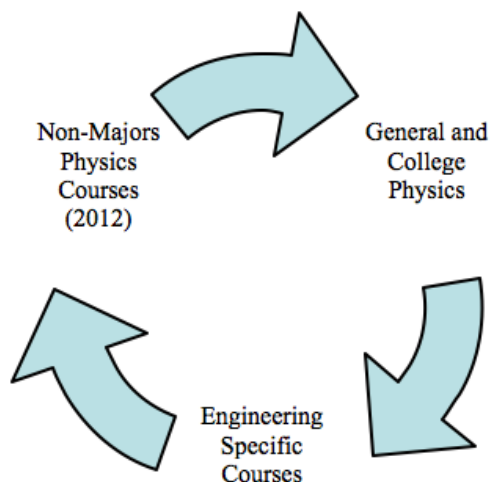 Non-Majors
Physics
Courses
(2012)
General and
College
Physics
Engineering
Specific
Courses